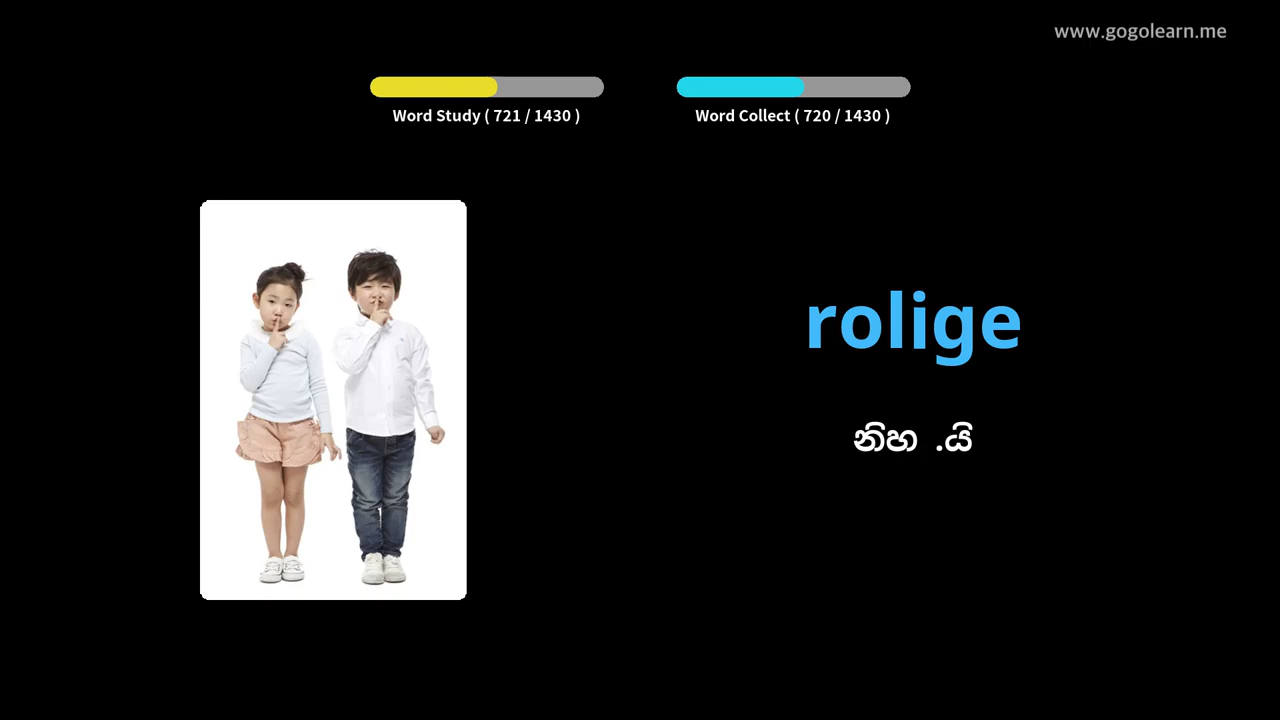 www.gogolearn.me
Word Study ( 721 / 1430 )
Word Collect ( 720 / 1430 )
rolige
නිහ .යි